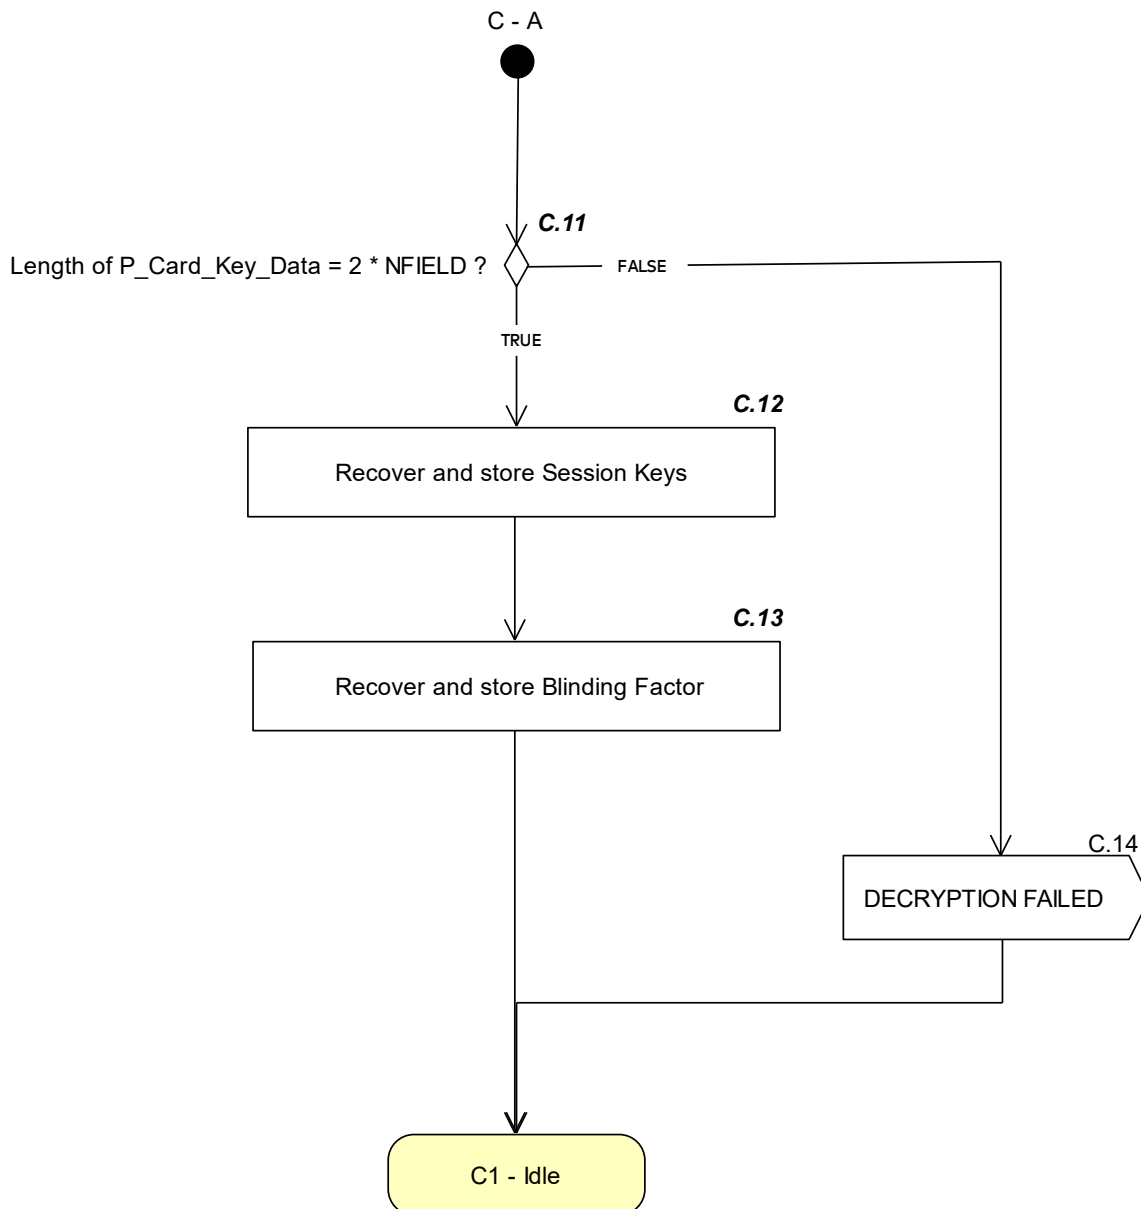 C - A
C.11
Length of P_Card_Key_Data = 2 * NFIELD ?
FALSE
TRUE
C.12
Recover and store Session Keys
C.13
Recover and store Blinding Factor
C.14
DECRYPTION FAILED
C1 - Idle